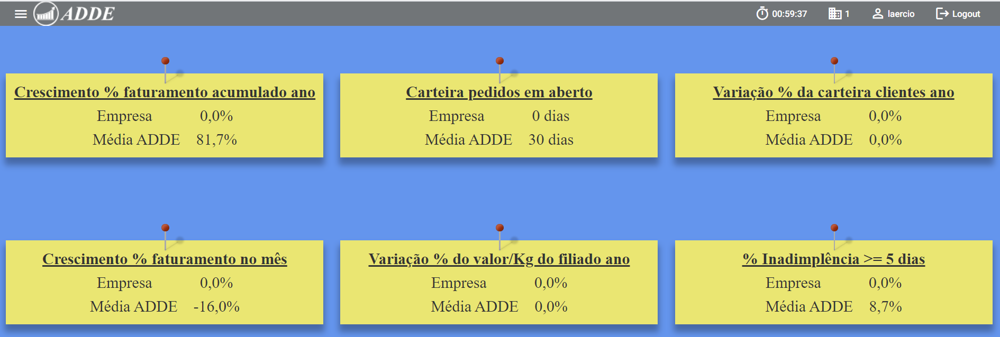 ADDE 00:59:37 1 laercio Logout
Crescimento % faturamento acumulado ano
Empresa 0,0%
Média ADDE 81,7%
Carteira pedidos em aberto
Empresa 0 dias
Média ADDE 30 dias
Variação % da carteira clientes ano
Empresa 0,0%
Média ADDE 0,0%
Crescimento % faturamento no mês
Empresa 0,0%
Média ADDE -16,0%
Variação % do valor/Kg do filiado ano
Empresa 0,0%
Média ADDE 0,0%
% Inadimplência >= 5 dias
Empresa 0,0%
Média ADDE 8,7%